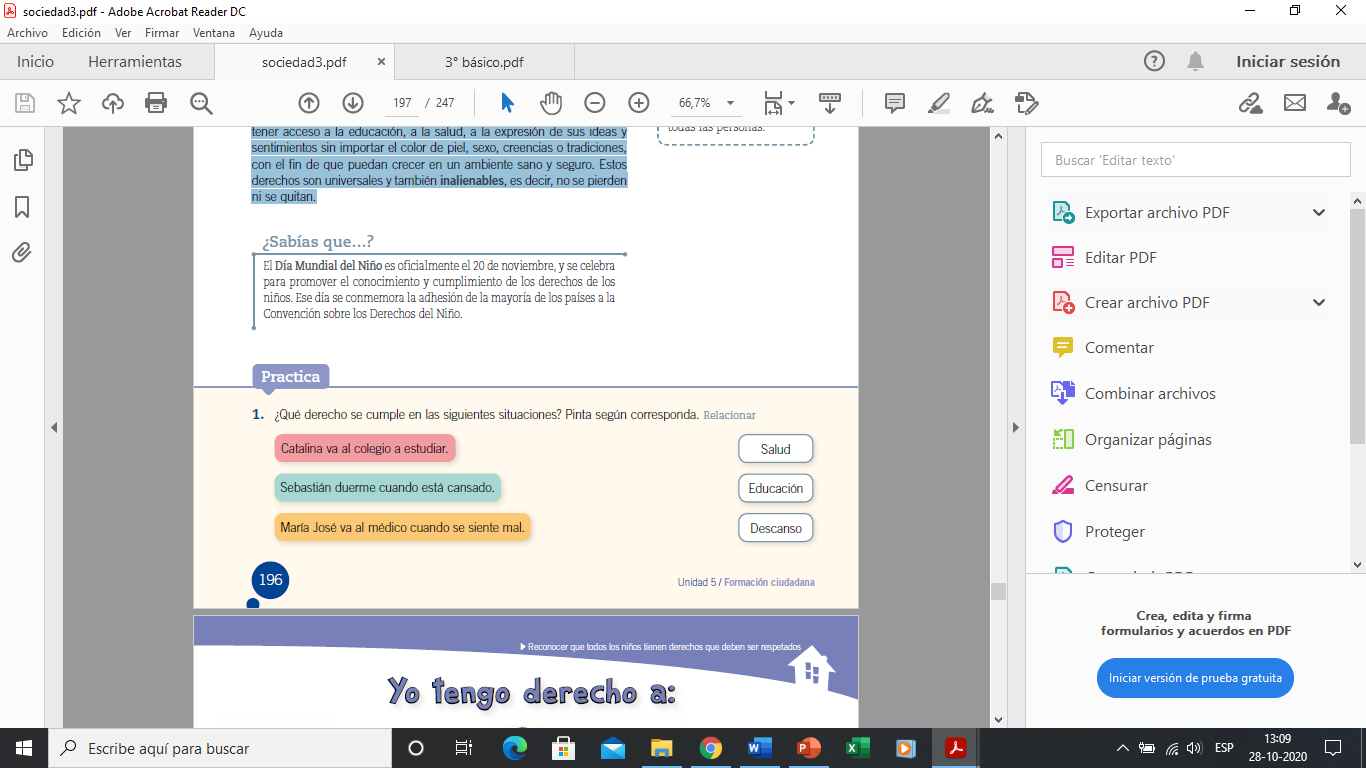 sociedad3.pdf - Adobe Acrobat Reader DC
Archivo Edición Ver Firmar Ventana Ayuda
Inicio Herramientas sociedad3.pdf × 3° básico.pdf Iniciar sesión
197 / 247 66,7%
tener acceso a la educación, a la salud, a la expresión de sus ideas y
sentimientos sin importar el color de piel, sexo, creencias o tradiciones,
con el fin de que puedan crecer en un ambiente sano y seguro. Estos
derechos son universales y también inalienables, es decir, no se pierden
ni se quitan.
todas las personas.
¿Sabías que...?
El Día Mundial del Niño es oficialmente el 20 de noviembre, y se celebra
para promover el conocimiento y cumplimiento de los derechos de los
niños. Ese día se conmemora la adhesión de la mayoría de los países a la
Convención sobre los Derechos del Niño.
Practica
1. ¿Qué derecho se cumple en las siguientes situaciones? Pinta según corresponda. Relacionar
Catalina va al colegio a estudiar. Salud
Sebastián duerme cuando está cansado. Educación
María José va al médico cuando se siente mal. Descanso
196 Unidad 5 / Formación ciudadana
Reconocer que todos los niños tienen derechos que deben ser respetados
Yo tengo derecho a:
Buscar 'Editar texto'
Exportar archivo PDF
Editar PDF
Crear archivo PDF
Comentar
Combinar archivos
Organizar páginas
Censurar
Proteger
Crea, edita y firma
formularios y acuerdos en PDF
Iniciar versión de prueba gratuita
Escribe aquí para buscar
ESP
13:09
28-10-2020